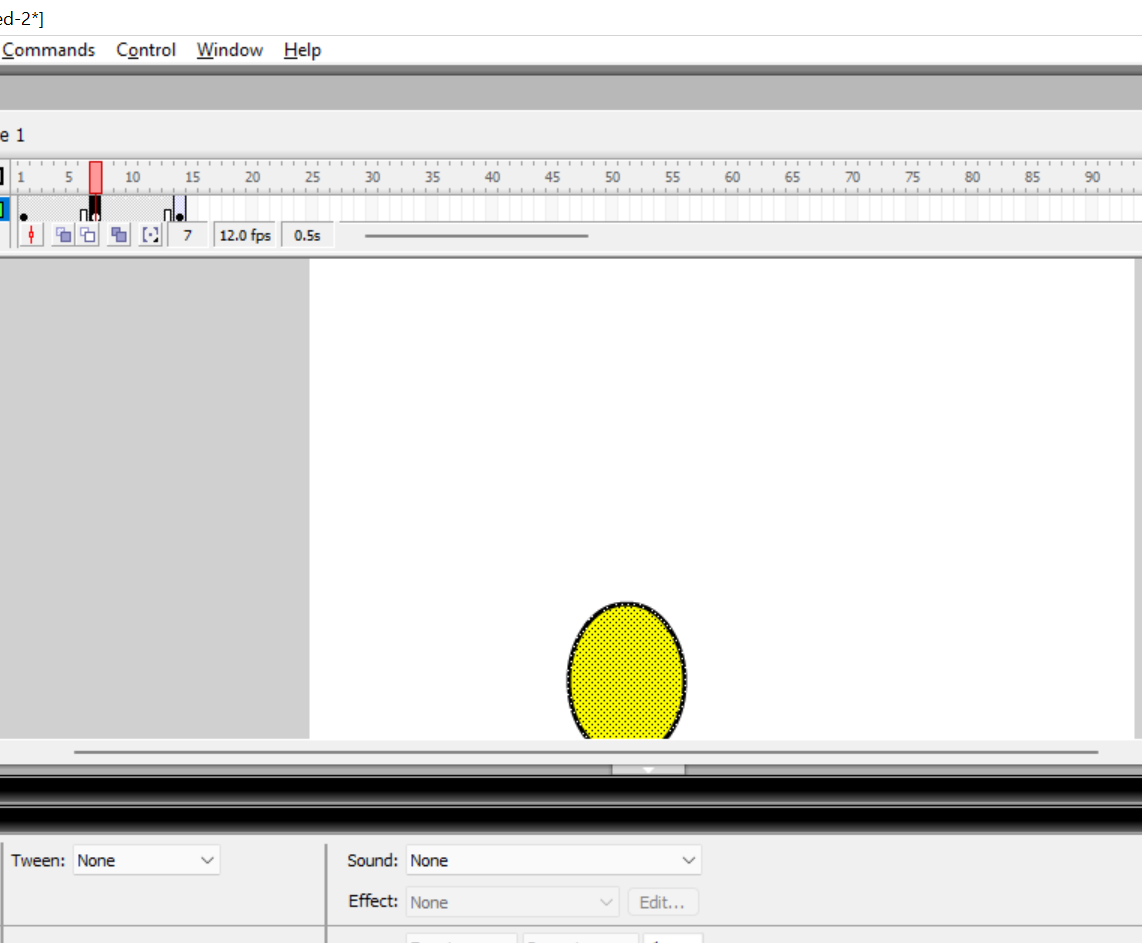 ed-2*]
Commands Control Window Help
e 1
1 5 10 15 20 25 30 35 40 45 50 55 60 65 70 75 80 85 90
7 12.0 fps 0.5s
Tween: None Sound: None
Effect: None Edit...